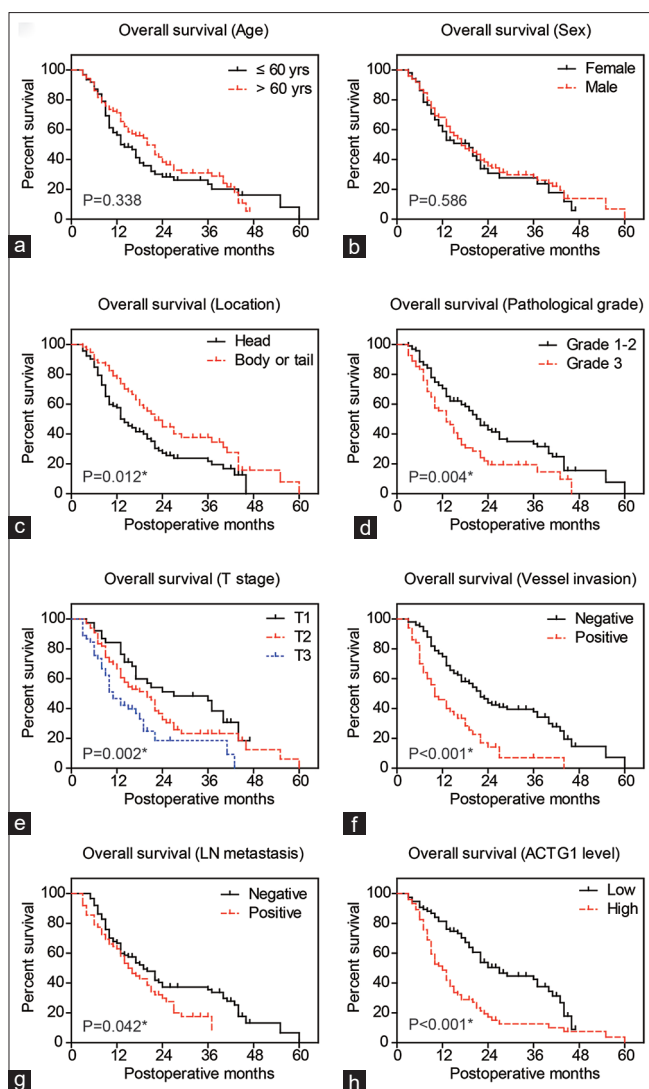 Overall survival (Age)
Percent survival
100
80
60
40
20
0
≤ 60 yrs
> 60 yrs
P=0.338
0 12 24 36 48 60
Postoperative months
a
Overall survival (Sex)
Percent survival
100
80
60
40
20
0
Female
Male
P=0.586
0 12 24 36 48 60
Postoperative months
b
Overall survival (Location)
Percent survival
100
80
60
40
20
0
Head
Body or tail
P=0.012*
0 12 24 36 48 60
Postoperative months
c
Overall survival (Pathological grade)
Percent survival
100
80
60
40
20
0
Grade 1-2
Grade 3
P=0.004*
0 12 24 36 48 60
Postoperative months
d
Overall survival (T stage)
Percent survival
100
80
60
40
20
0
T1
T2
T3
P=0.002*
0 12 24 36 48 60
Postoperative months
e
Overall survival (Vessel invasion)
Percent survival
100
80
60
40
20
0
Negative
Positive
P<0.001*
0 12 24 36 48 60
Postoperative months
f
Overall survival (LN metastasis)
Percent survival
100
80
60
40
20
0
Negative
Positive
P=0.042*
0 12 24 36 48 60
Postoperative months
g
Overall survival (ACTG1 level)
Percent survival
100
80
60
40
20
0
Low
High
P<0.001*
0 12 24 36 48 60
Postoperative months
h